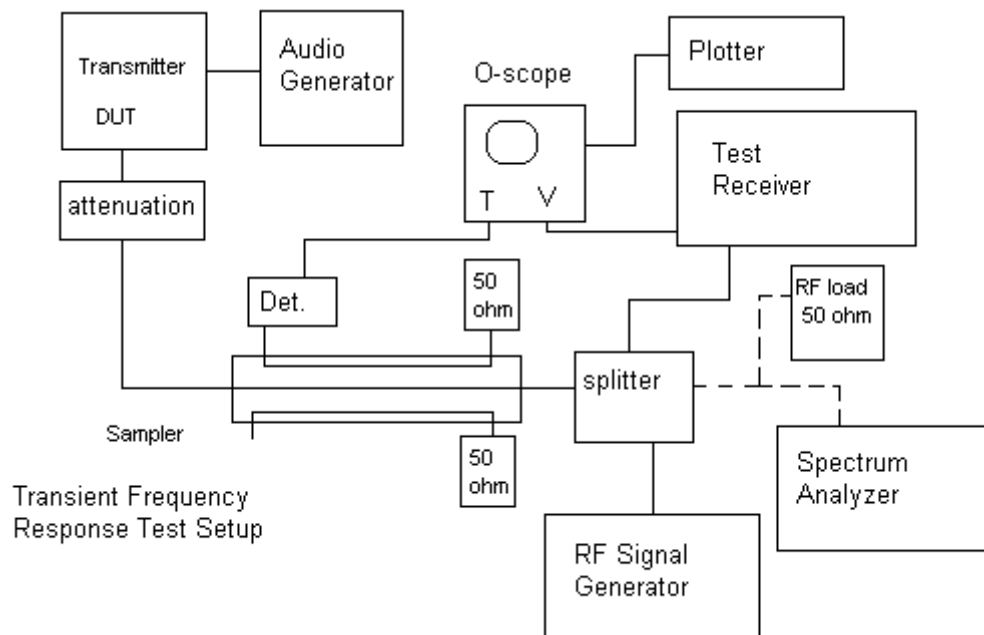 Transmitter
DUT
Audio
Generator
O-scope
Plotter
T V
Test
Receiver
attenuation
Det.
50
ohm
RF load
50 ohm
splitter
Sampler
50
ohm
Spectrum
Analyzer
Transient Frequency
Response Test Setup
RF Signal
Generator